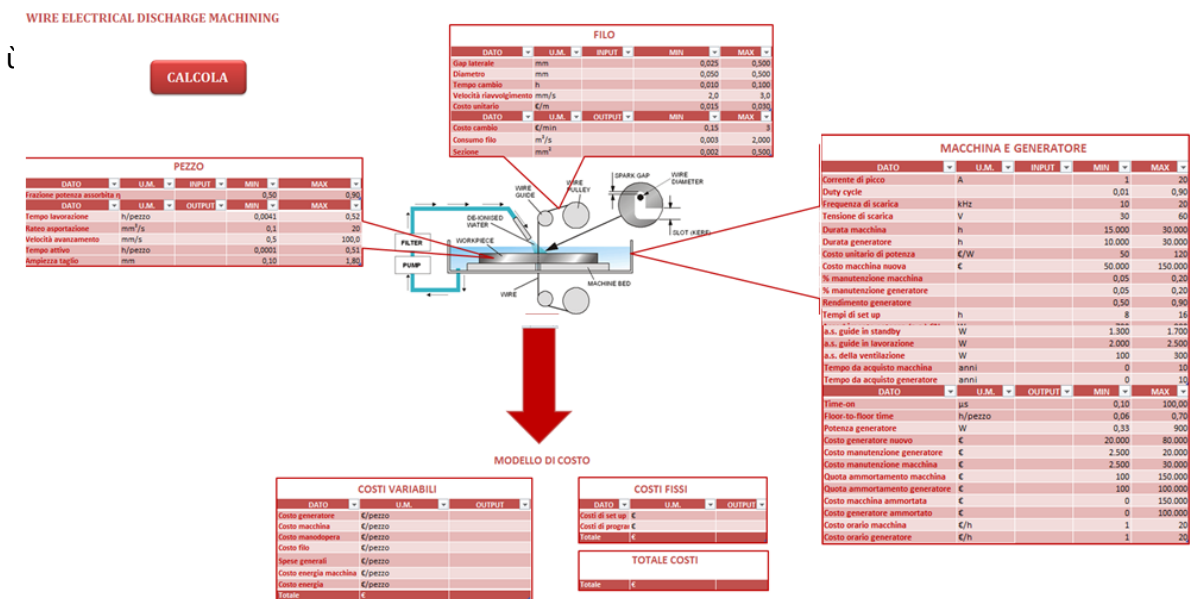 WIRE ELECTRICAL DISCHARGE MACHINING
ù
CALCOLA
FILO
DATO U.M. INPUT MIN MAX
Gap laterale mm 0,025 0,500
Diametro mm 0,050 0,500
Tempo cambio h 0,010 0,100
Velocità riavvolgimento mm/s 2,0 3,0
Costo unitario €/m 0,015 0,030
DATO U.M. OUTPUT MIN MAX
Costo cambio €/min 0,15 3
Consumo filo m²/s 0,003 2,000
Sezione mm² 0,002 0,500
PEZZO
DATO U.M. INPUT MIN MAX
Frazione potenza assorbita η 0,50 0,90
DATO U.M. OUTPUT MIN MAX
Tempo lavorazione h/pezzo 0,0041 0,52
Rateo asportazione mm³/s 0,1 20
Velocità avanzamento mm/s 0,5 100,0
Tempo attivo h/pezzo 0,0001 0,51
Ampiezza taglio mm 0,10 1,80
WIRE GUIDE
WIRE PULLEY
SPARK GAP
WIRE DIAMETER
DE-IONISED WATER
SLOT (KERF)
FILTER
WORKPIECE
PUMP
MACHINE BED
WIRE
MACCHINA E GENERATORE
DATO U.M. INPUT MIN MAX
Corrente di picco A 1 20
Duty cycle 0,01 0,90
Frequenza di scarica kHz 10 20
Tensione di scarica V 30 60
Durata macchina h 15.000 30.000
Durata generatore h 10.000 30.000
Costo unitario di potenza €/W 50 120
Costo macchina nuova € 50.000 150.000
% manutenzione macchina 0,05 0,20
% manutenzione generatore 0,05 0,20
Rendimento generatore 0,50 0,90
Tempi di set up h 8 16
a.s. guide in standby W 1.300 1.700
a.s. guide in lavorazione W 2.000 2.500
a.s. della ventilazione W 100 300
Tempo da acquisto macchina anni 0 10
Tempo da acquisto generatore anni 0 10
DATO U.M. OUTPUT MIN MAX
Time-on µs 0,10 100,00
Floor-to-floor time h/pezzo 0,06 0,70
Potenza generatore W 0,33 900
Costo generatore nuovo € 20.000 80.000
Costo manutenzione generatore € 2.500 20.000
Costo manutenzione macchina € 2.500 30.000
Quota ammortamento macchina € 100 150.000
Quota ammortamento generatore € 100 100.000
Costo macchina ammortata € 0 150.000
Costo generatore ammortato € 0 100.000
Costo orario macchina €/h 1 20
Costo orario generatore €/h 1 20
MODELLO DI COSTO
COSTI VARIABILI
DATO U.M. OUTPUT
Costo generatore €/pezzo
Costo macchina €/pezzo
Costo manodopera €/pezzo
Costo filo €/pezzo
Spese generali €/pezzo
Costo energia macchina €/pezzo
Costo energia €/pezzo
Totale €
COSTI FISSI
DATO U.M. OUTPUT
Costi di set up €
Costi di prograr €
Totale €
TOTALE COSTI
Totale €